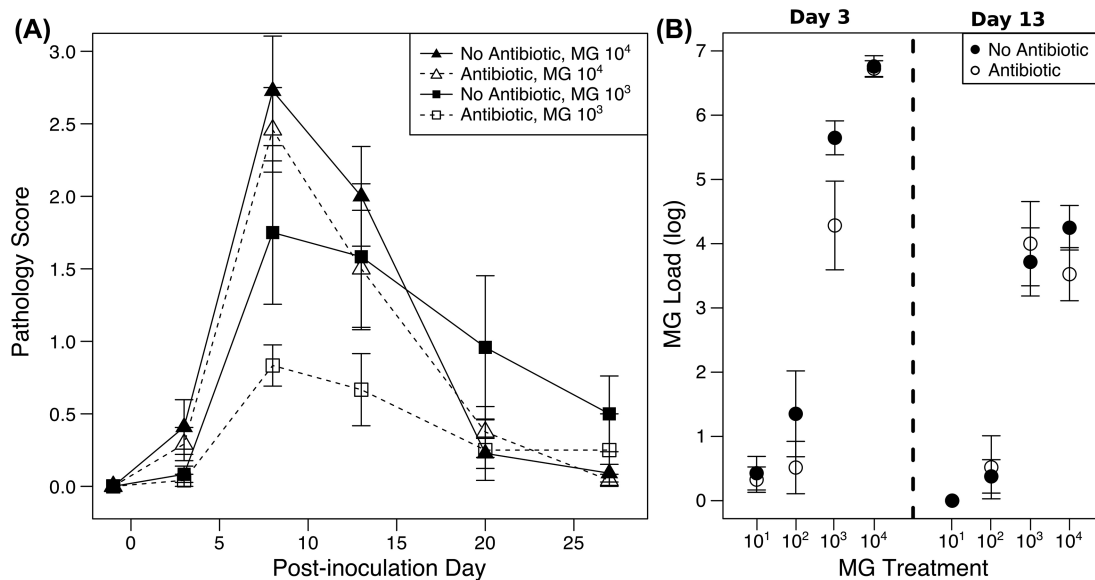 (A)
No Antibiotic, MG 10⁴
Antibiotic, MG 10⁴
No Antibiotic, MG 10³
Antibiotic, MG 10³
Pathology Score
3.0
2.5
2.0
1.5
1.0
0.5
0.0
0 5 10 15 20 25
Post-inoculation Day
(B)
Day 3 Day 13
No Antibiotic
Antibiotic
MG Load (log)
7
6
5
4
3
2
1
0
10¹ 10² 10³ 10⁴ 10¹ 10² 10³ 10⁴
MG Treatment